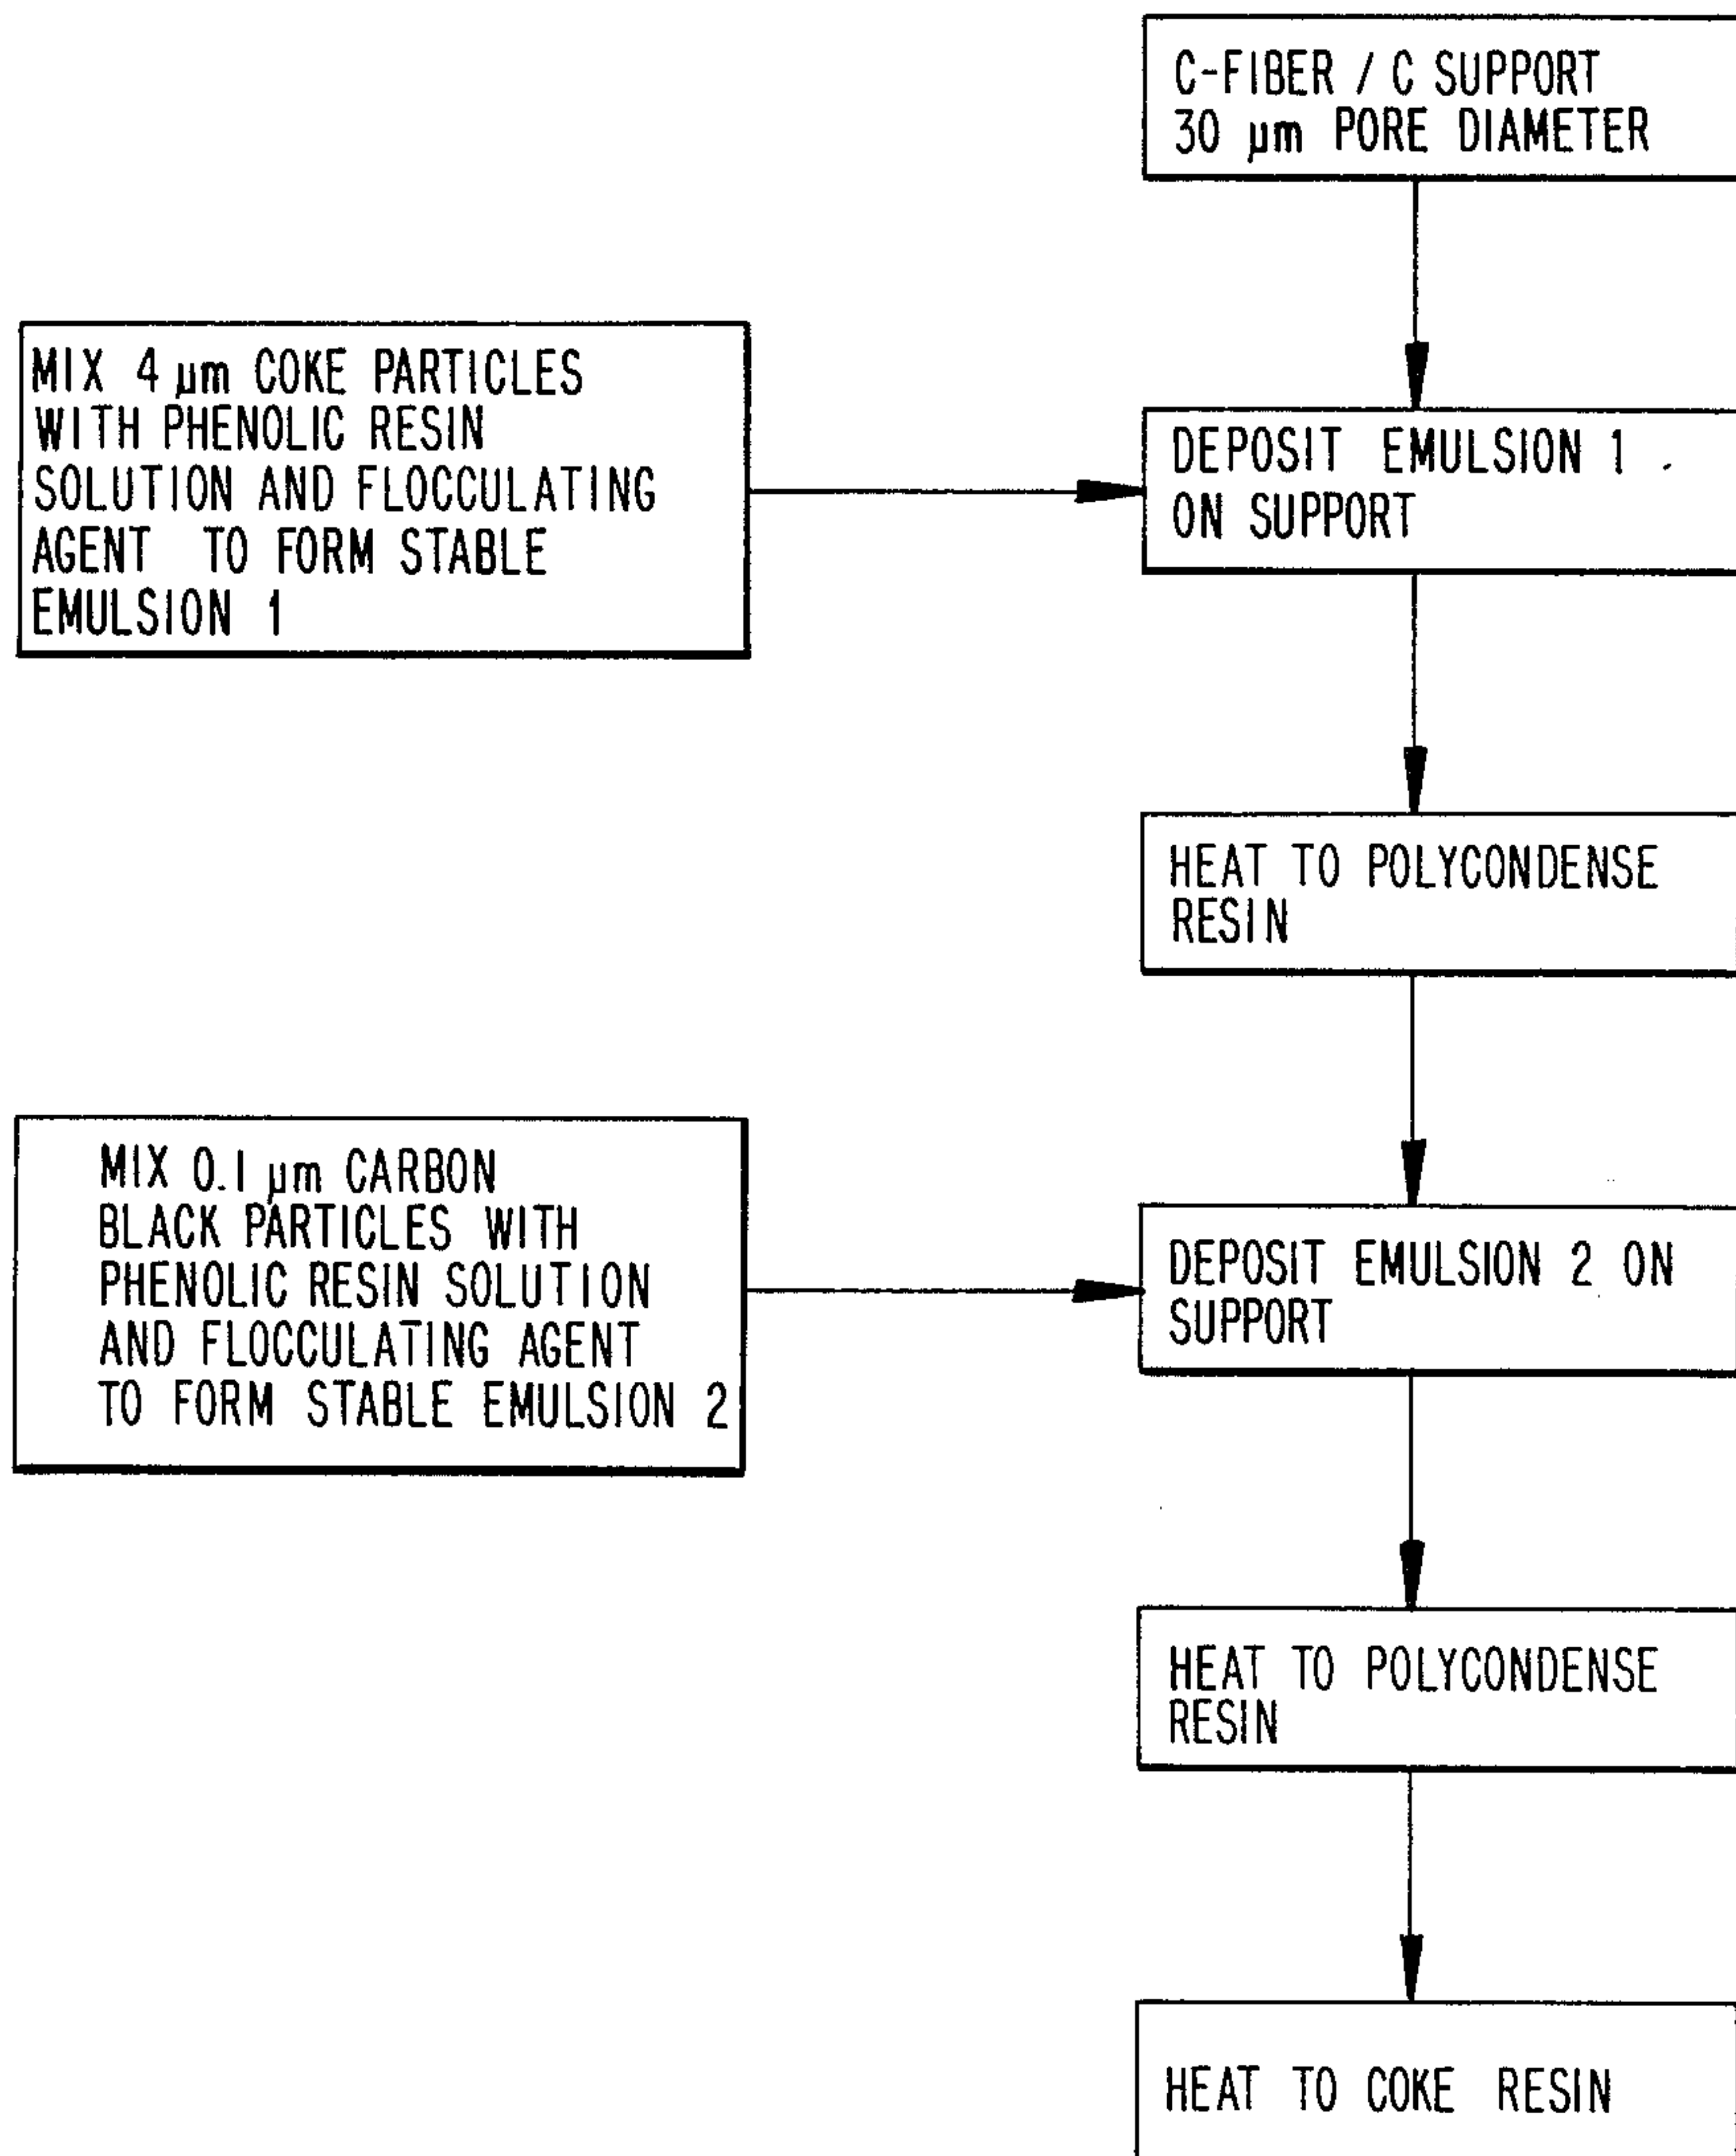 C-FIBER / C SUPPORT
30 µm PORE DIAMETER
MIX 4 µm COKE PARTICLES
WITH PHENOLIC RESIN
SOLUTION AND FLOCCULATING
AGENT TO FORM STABLE
EMULSION 1
DEPOSIT EMULSION 1
ON SUPPORT
HEAT TO POLYCONDENSE
RESIN
MIX 0.1 µm CARBON
BLACK PARTICLES WITH
PHENOLIC RESIN SOLUTION
AND FLOCCULATING AGENT
TO FORM STABLE EMULSION 2
DEPOSIT EMULSION 2 ON
SUPPORT
HEAT TO POLYCONDENSE
RESIN
HEAT TO COKE RESIN